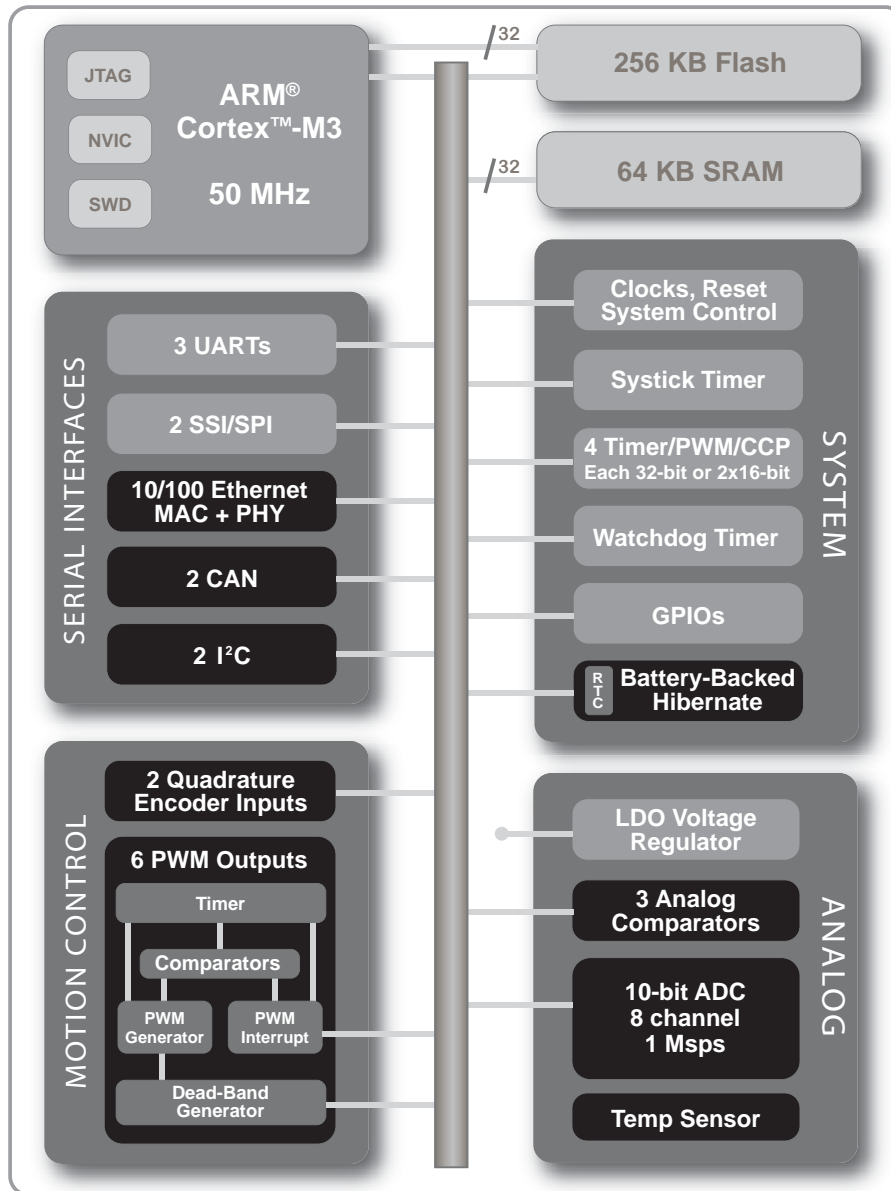 JTAG
NVIC
SWD
ARM®
Cortex™-M3
50 MHz
32
256 KB Flash
32
64 KB SRAM
SERIAL INTERFACES
3 UARTs
2 SSI/SPI
10/100 Ethernet
MAC + PHY
2 CAN
2 I²C
SYSTEM
Clocks, Reset
System Control
Systick Timer
4 Timer/PWM/CCP
Each 32-bit or 2x16-bit
Watchdog Timer
GPIOs
RTC
Battery-Backed
Hibernate
MOTION CONTROL
2 Quadrature
Encoder Inputs
6 PWM Outputs
Timer
Comparators
PWM
Generator
PWM
Interrupt
Dead-Band
Generator
ANALOG
LDO Voltage
Regulator
3 Analog
Comparators
10-bit ADC
8 channel
1 Msps
Temp Sensor